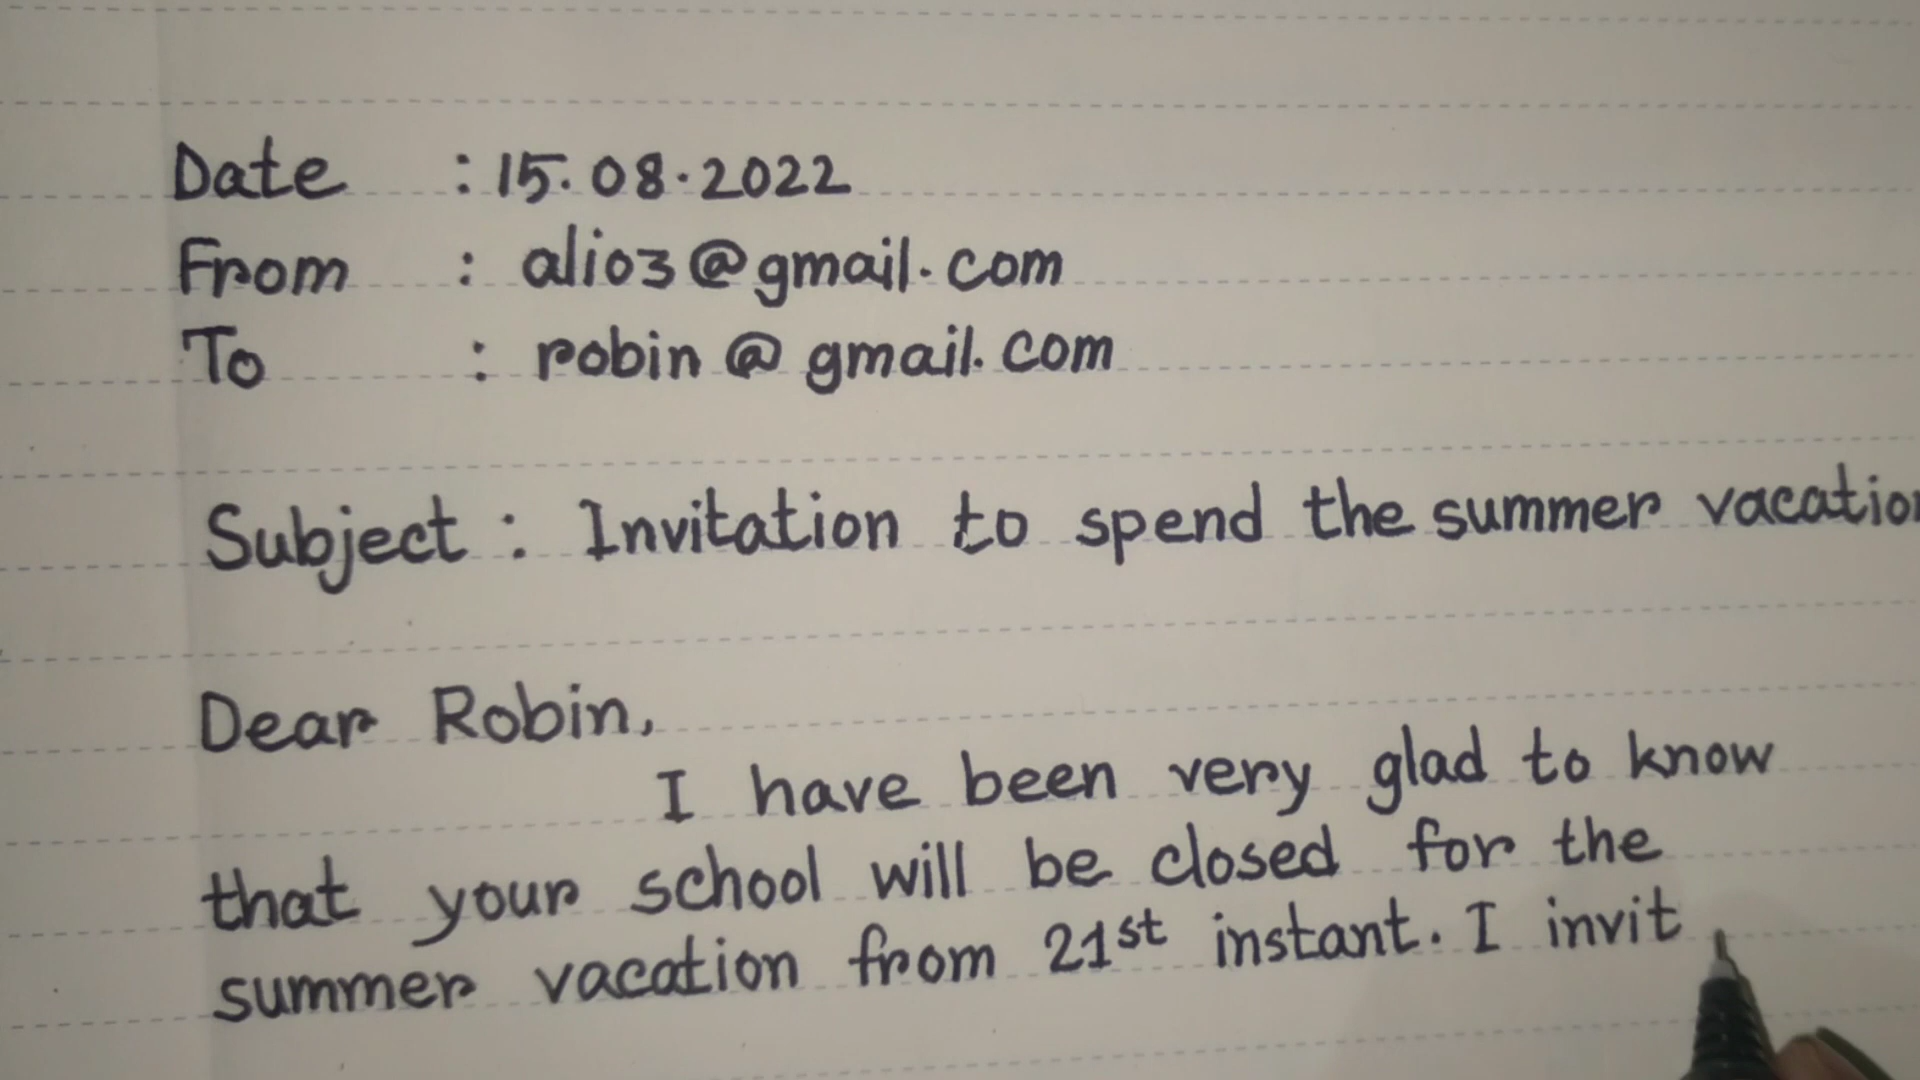 Date : 15.08.2022
From : ali03@gmail.com
To : robin@gmail.com
Subject : Invitation to spend the summer vacation
Dear Robin,
I have been very glad to know
that your school will be closed for the
summer vacation from 21st instant. I invit